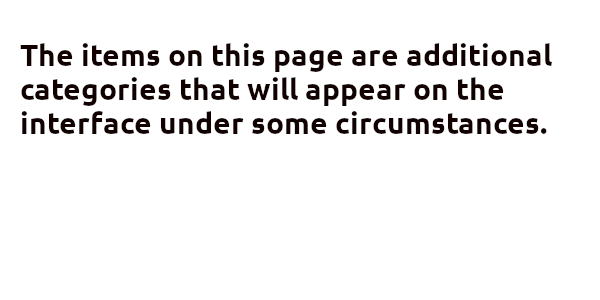 The items on this page are additional
categories that will appear on the
interface under some circumstances.